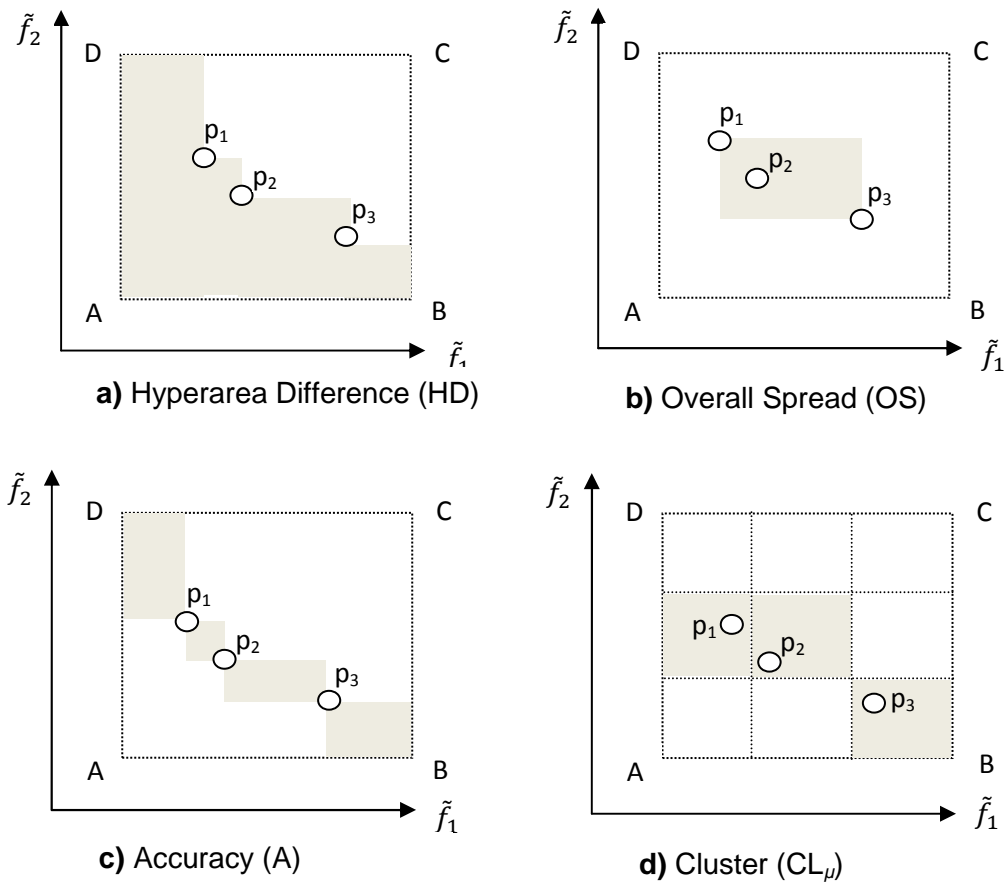 f̃₂
D
C
p₁
p₂
p₃
A
B
f̃₁
a) Hyperarea Difference (HD)
f̃₂
D
C
p₁
p₂
p₃
A
B
f̃₁
b) Overall Spread (OS)
f̃₂
D
C
p₁
p₂
p₃
A
B
f̃₁
c) Accuracy (A)
f̃₂
D
C
p₁
p₂
p₃
A
B
f̃₁
d) Cluster (CLμ)